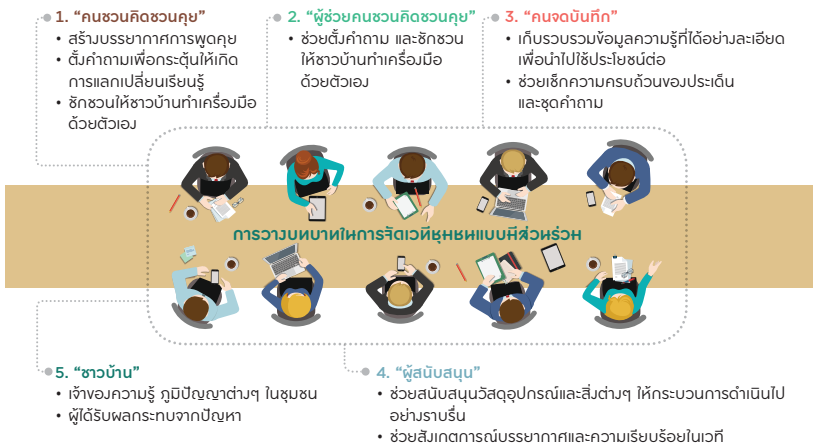 1. “คนชวนคิดชวนคุย”
• สร้างบรรยากาศการพูดคุย
• ตั้งคำถามเพื่อกระตุ้นให้เกิด
การแลกเปลี่ยนเรียนรู้
• ชักชวนให้ชาวบ้านทำเครื่องมือ
ด้วยตัวเอง
2. “ผู้ช่วยคนชวนคิดชวนคุย”
• ช่วยตั้งคำถาม และชักชวน
ให้ชาวบ้านทำเครื่องมือ
ด้วยตัวเอง
3. “คนจดบันทึก”
• เก็บรวบรวมข้อมูลความรู้ที่ได้อย่างละเอียด
เพื่อนำไปใช้ประโยชน์ต่อ
• ช่วยเช็กความครบถ้วนของประเด็น
และชุดคำถาม
การวางบทบาทในการจัดเวทีชุมชนแบบมีส่วนร่วม
5. “ชาวบ้าน”
• เจ้าของความรู้ ภูมิปัญญาต่างๆ ในชุมชน
• ผู้ได้รับผลกระทบจากปัญหา
4. “ผู้สนับสนุน”
• ช่วยสนับสนุนวัสดุอุปกรณ์และสิ่งต่างๆ ให้กระบวนการดำเนินไป
อย่างราบรื่น
• ช่วยสังเกตการณ์บรรยากาศและความเรียบร้อยในเวที